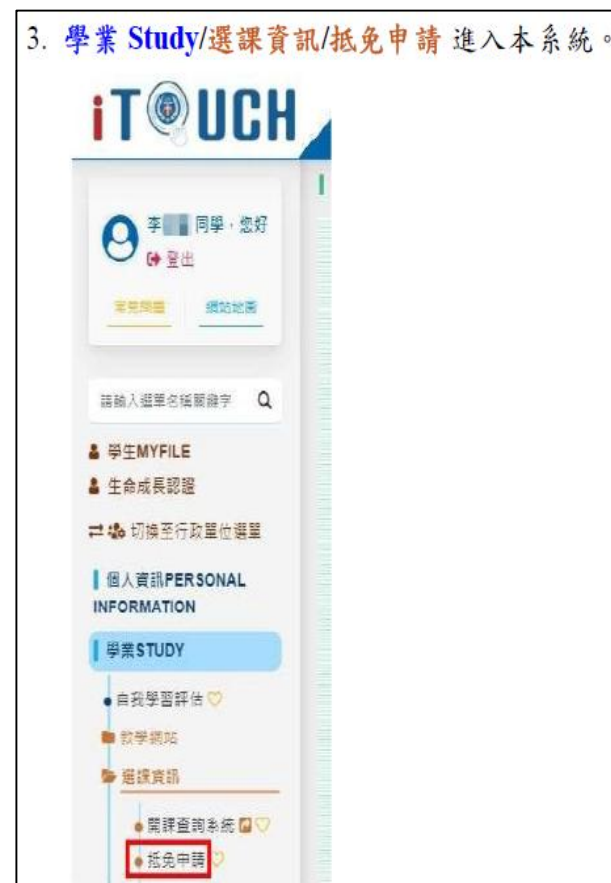 3. 學業 Study/選課資訊/抵免申請 進入本系統。
iTOUCH
李 同學，您好
登出
常見問題 網站地圖
請輸入選單名稱關鍵字
學生MYFILE
生命成長認證
切換至行政單位選單
個人資訊PERSONAL
INFORMATION
學業STUDY
自我學習評估
教學網站
選課資訊
開課查詢系統
抵免申請